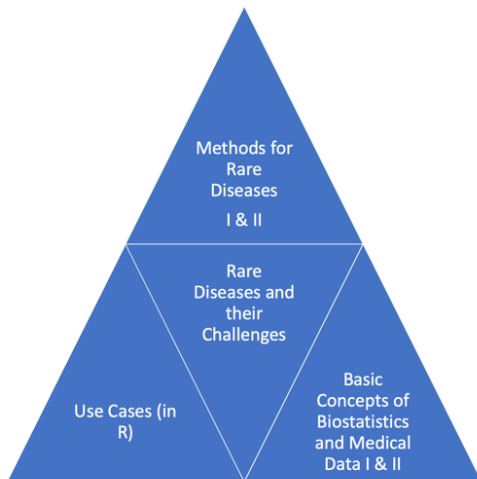 Methods for
Rare
Diseases
I & II
Rare
Diseases and
their
Challenges
Use Cases (in
R)
Basic
Concepts of
Biostatistics
and Medical
Data I & II